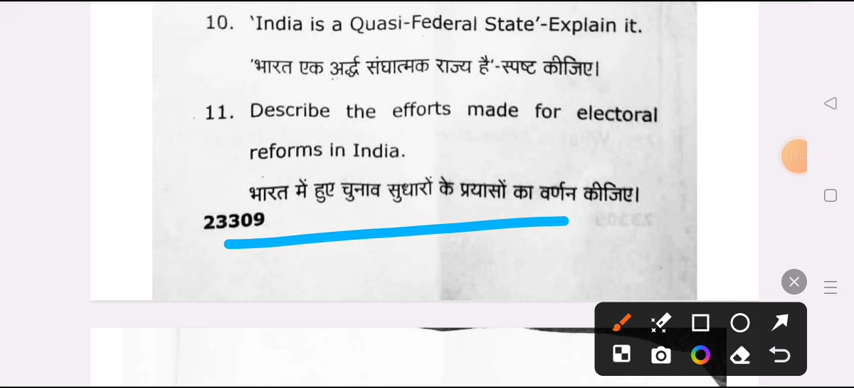 10. ‘India is a Quasi-Federal State’-Explain it.
‘भारत एक अर्द्ध संघात्मक राज्य है’-स्पष्ट कीजिए।
11. Describe the efforts made for electoral
reforms in India.
भारत में हुए चुनाव सुधारों के प्रयासों का वर्णन कीजिए।
23309